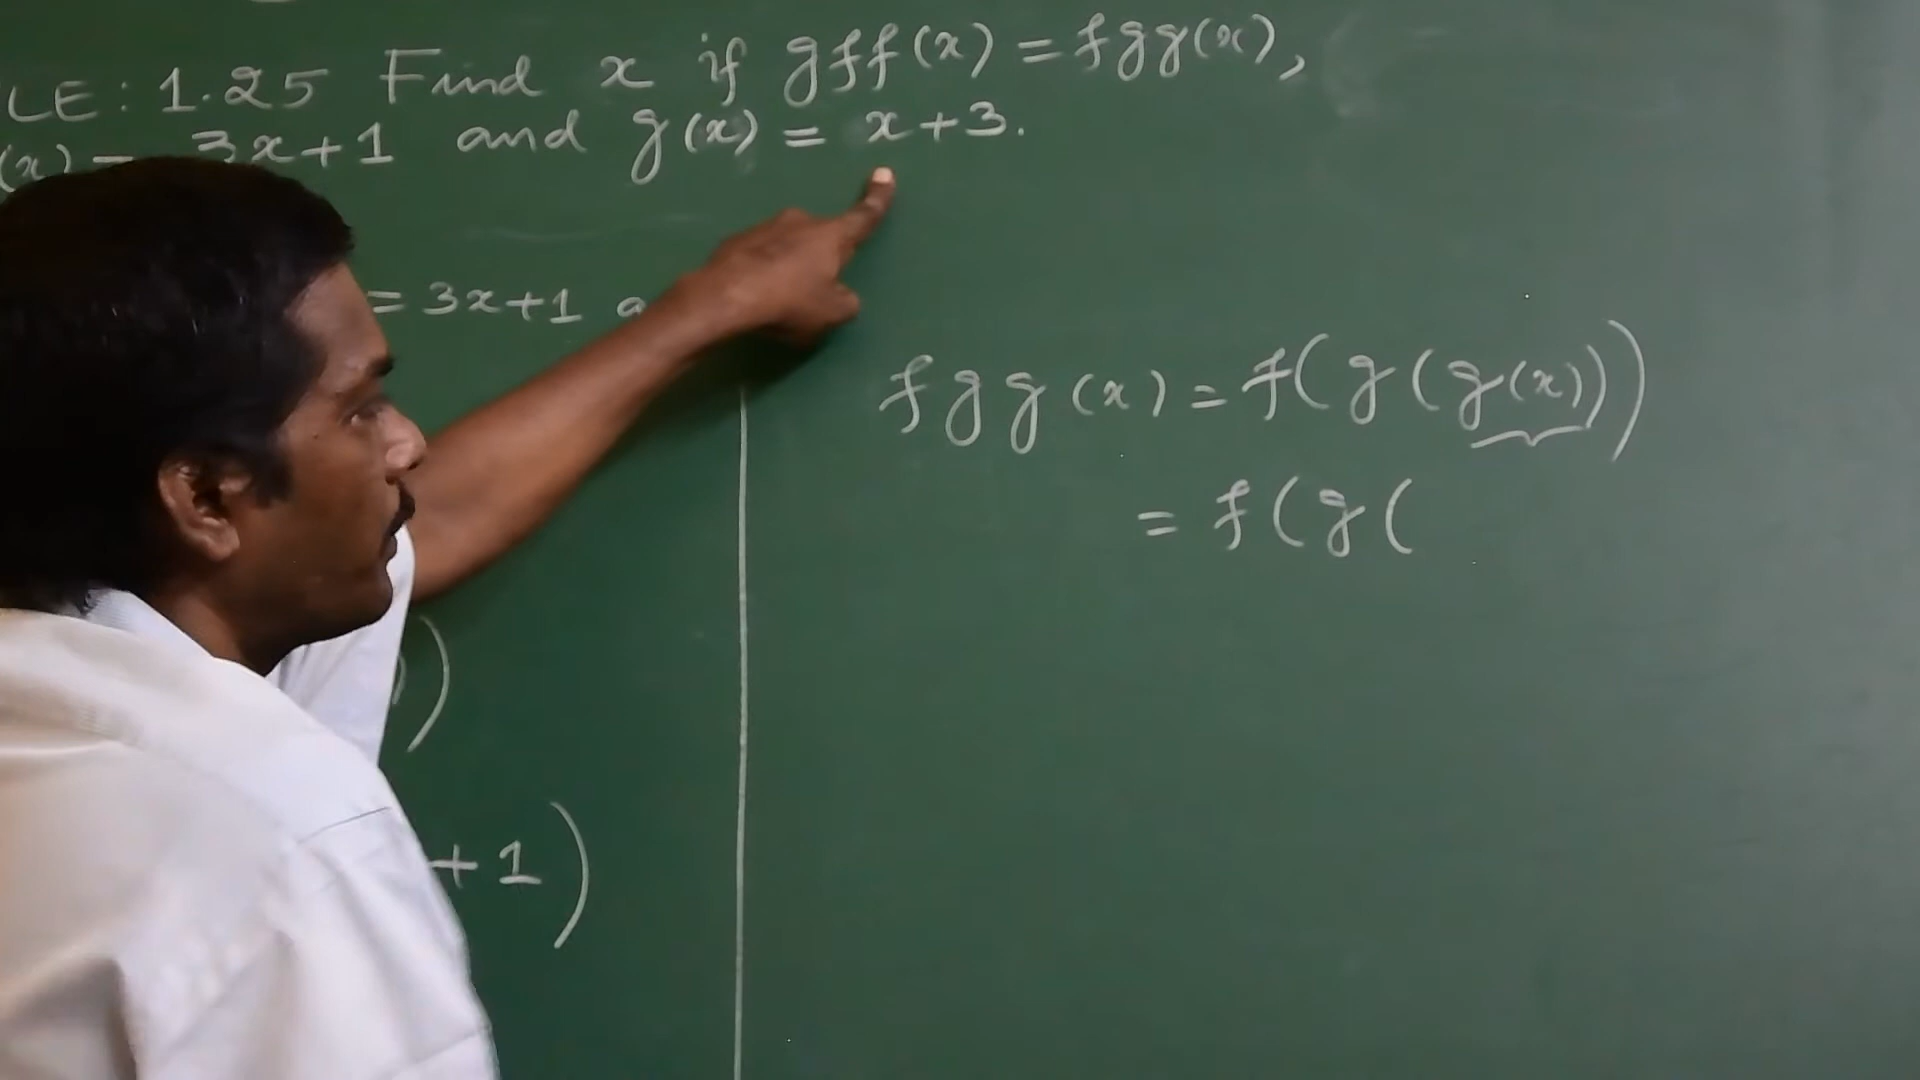 LE: 1.25 Find x if gff(x) = fgg(x),
(x) = 3x+1 and g(x) = x+3.
= 3x+1 a
fgg(x) = f(g(g(x)))
= f(g(
)
+ 1)